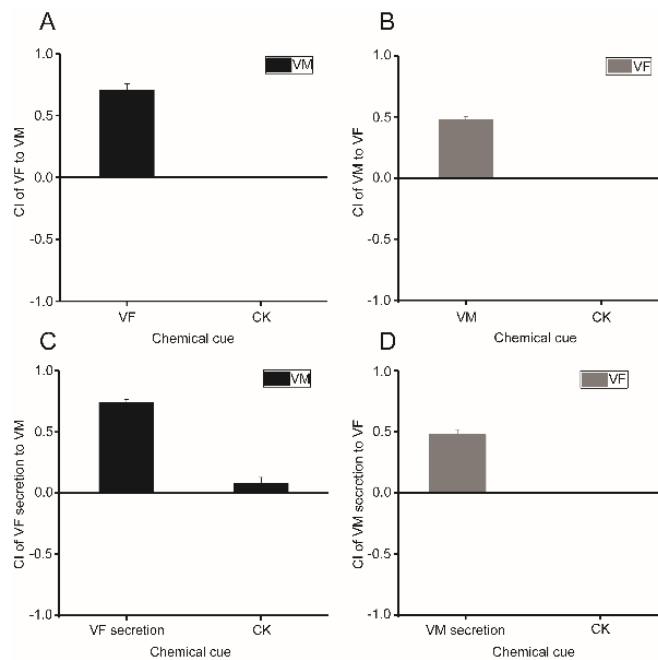 A
1.0
0.5
0.0
-0.5
-1.0
CI of VF to VM
VM
VF
CK
Chemical cue
B
1.0
0.5
0.0
-0.5
-1.0
CI of VM to VF
VF
VM
CK
Chemical cue
C
1.0
0.5
0.0
-0.5
-1.0
CI of VF secretion to VM
VM
VF secretion
CK
Chemical cue
D
1.0
0.5
0.0
-0.5
-1.0
CI of VM secretion to VF
VF
VM secretion
CK
Chemical cue